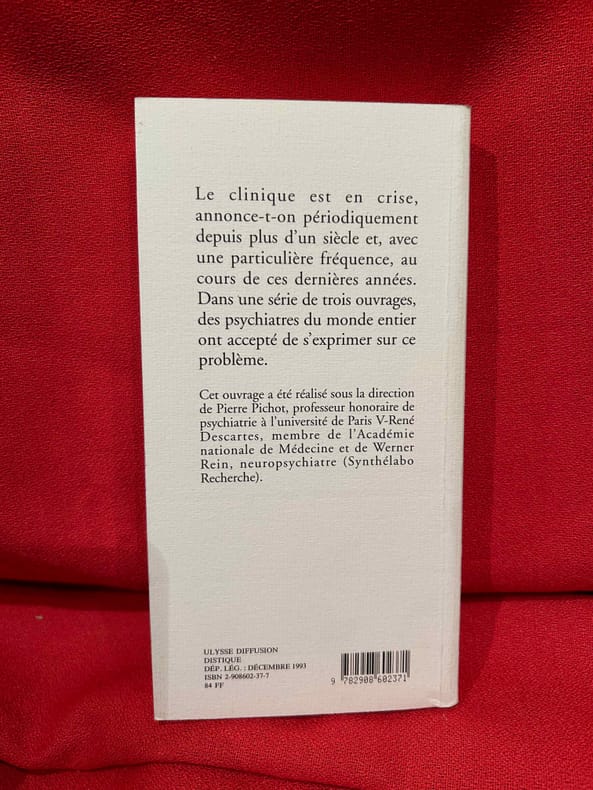 Le clinique est en crise,
annonce-t-on périodiquement
depuis plus d'un siècle et, avec
une particulière fréquence, au
cours de ces dernières années.
Dans une série de trois ouvrages,
des psychiatres du monde entier
ont accepté de s'exprimer sur ce
problème.
Cet ouvrage a été réalisé sous la direction
de Pierre Pichot, professeur honoraire de
psychiatrie à l'université de Paris V-René
Descartes, membre de l'Académie
nationale de Médecine et de Werner
Rein, neuropsychiatre (Synthélabo
Recherche).
ULYSSE DIFFUSION
DISTIQUE
DÉP. LÉG. : DÉCEMBRE 1993
ISBN 2-908602-37-7
84 FF
9 782908 602371